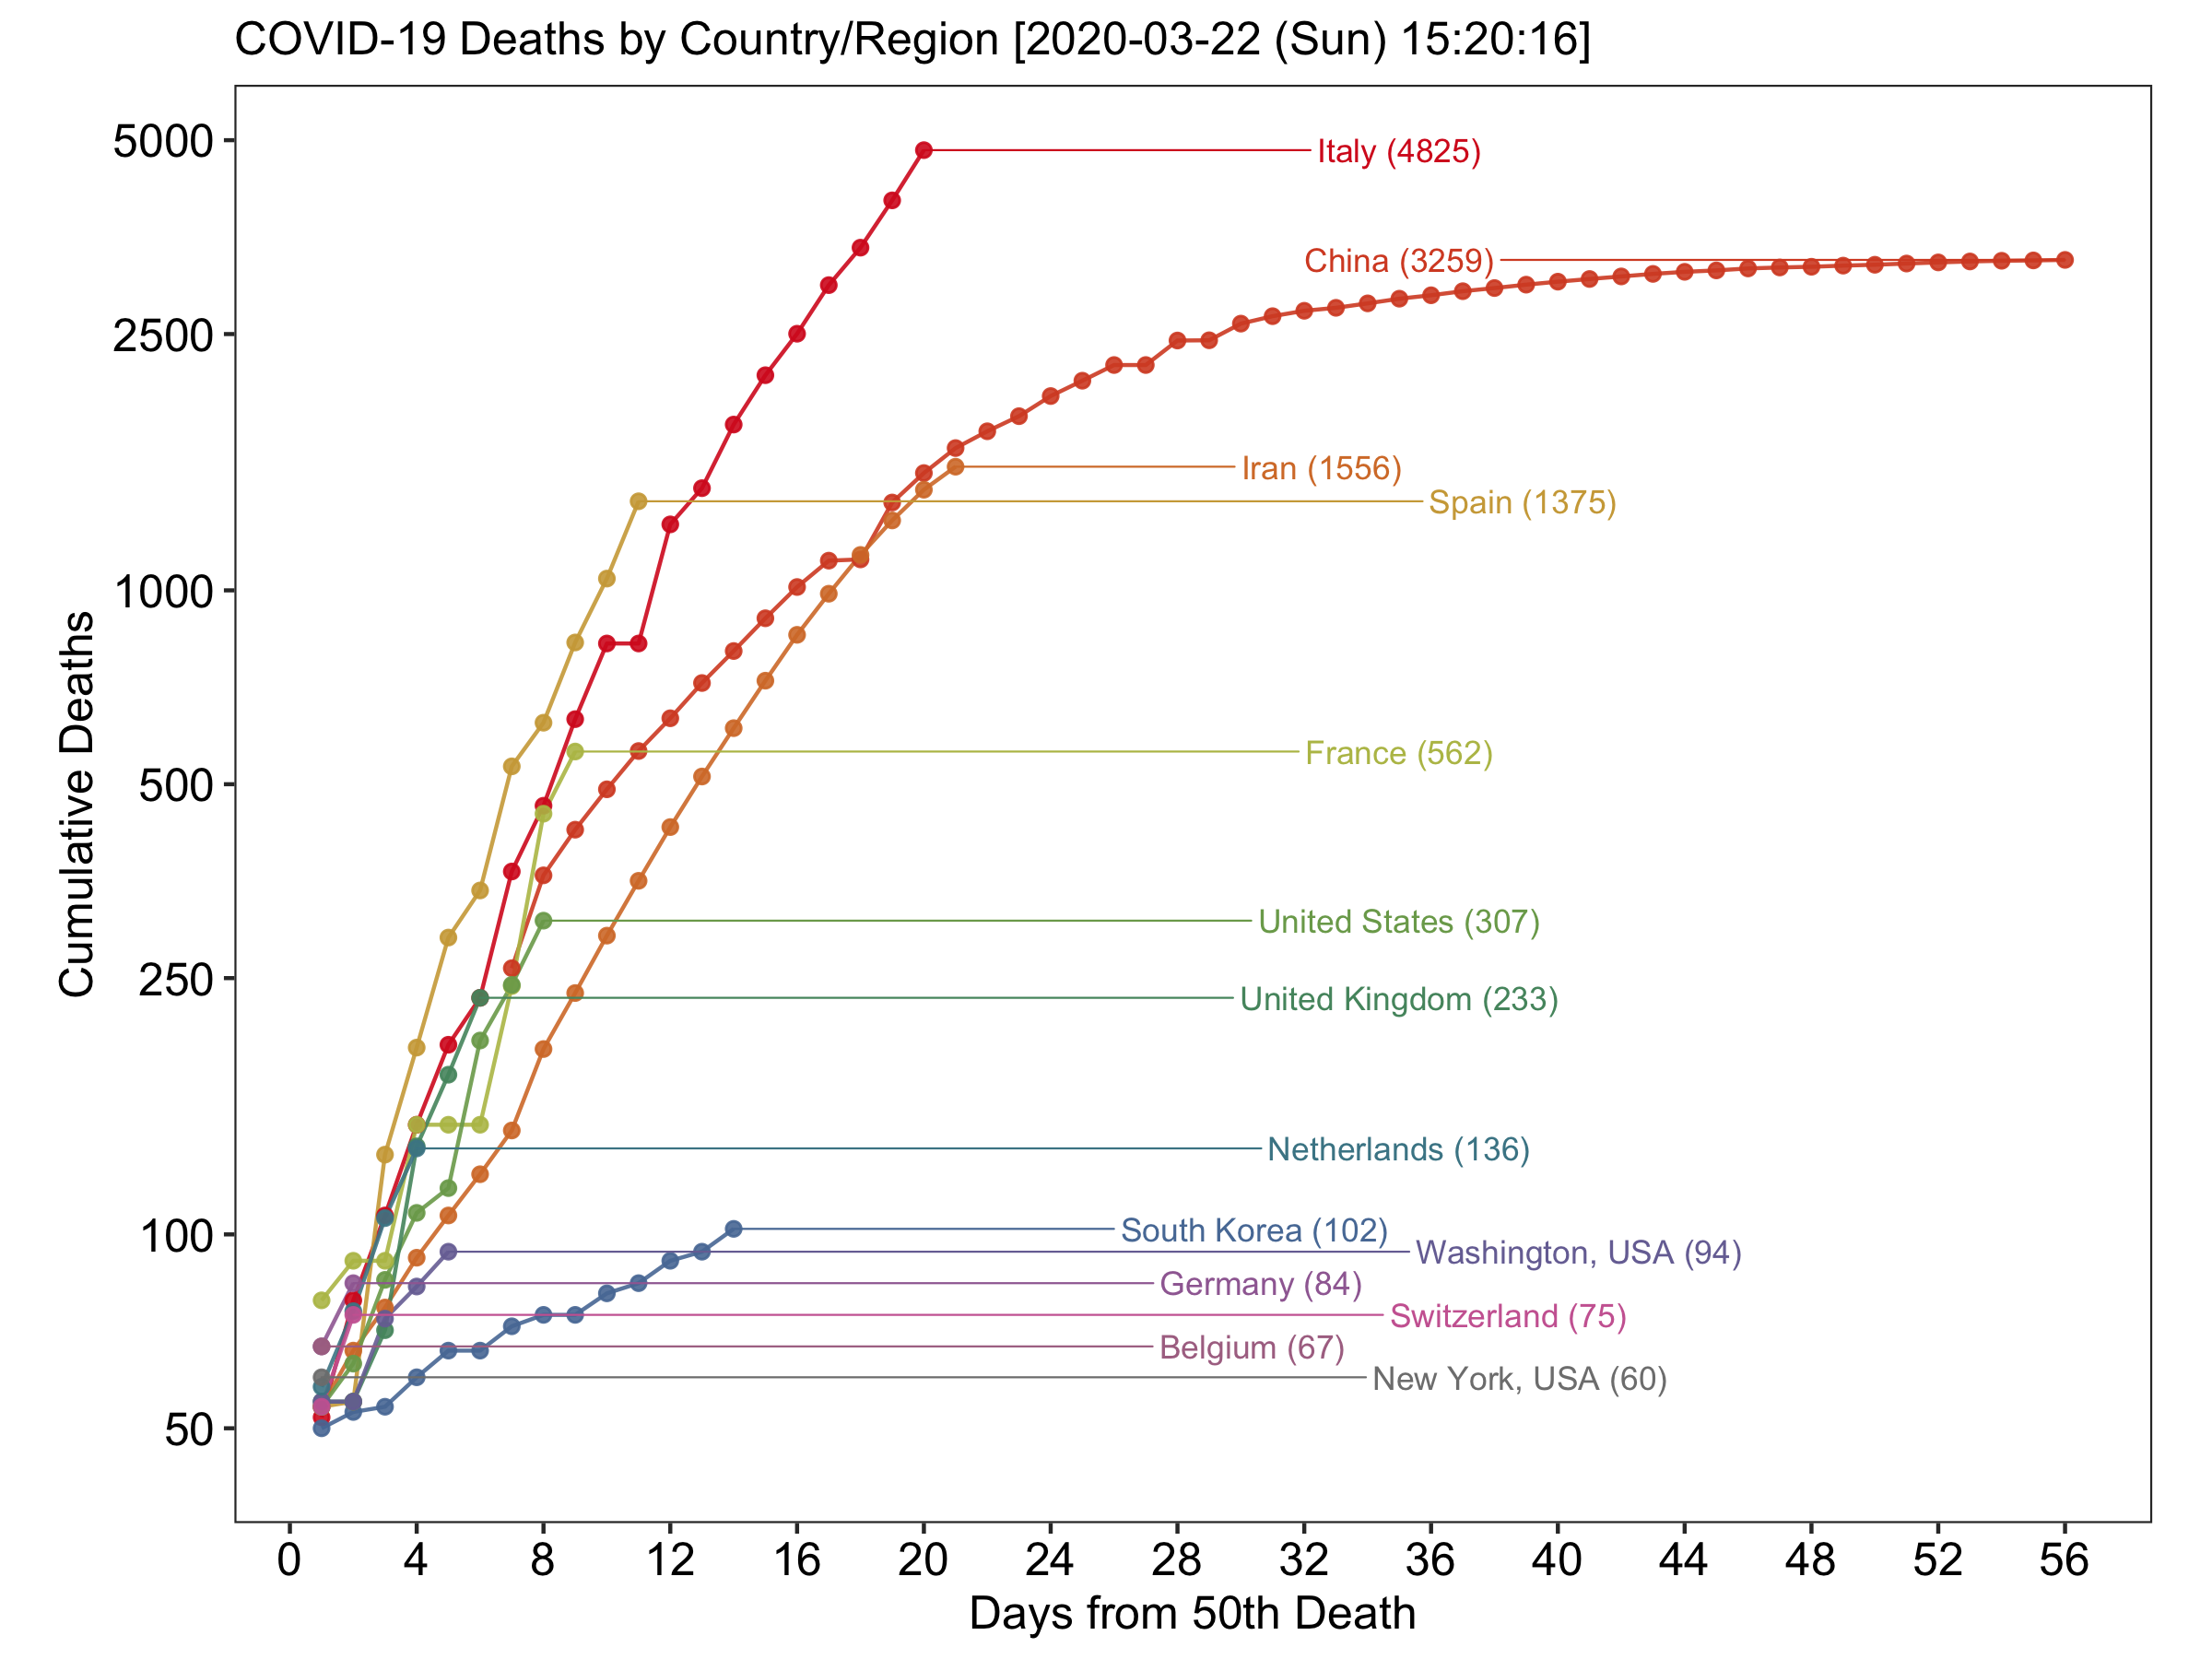 COVID-19 Deaths by Country/Region [2020-03-22 (Sun) 15:20:16]
Cumulative Deaths
5000
2500
1000
500
250
100
50
Italy (4825)
China (3259)
Iran (1556)
Spain (1375)
France (562)
United States (307)
United Kingdom (233)
Netherlands (136)
South Korea (102)
Washington, USA (94)
Germany (84)
Switzerland (75)
Belgium (67)
New York, USA (60)
0 4 8 12 16 20 24 28 32 36 40 44 48 52 56
Days from 50th Death